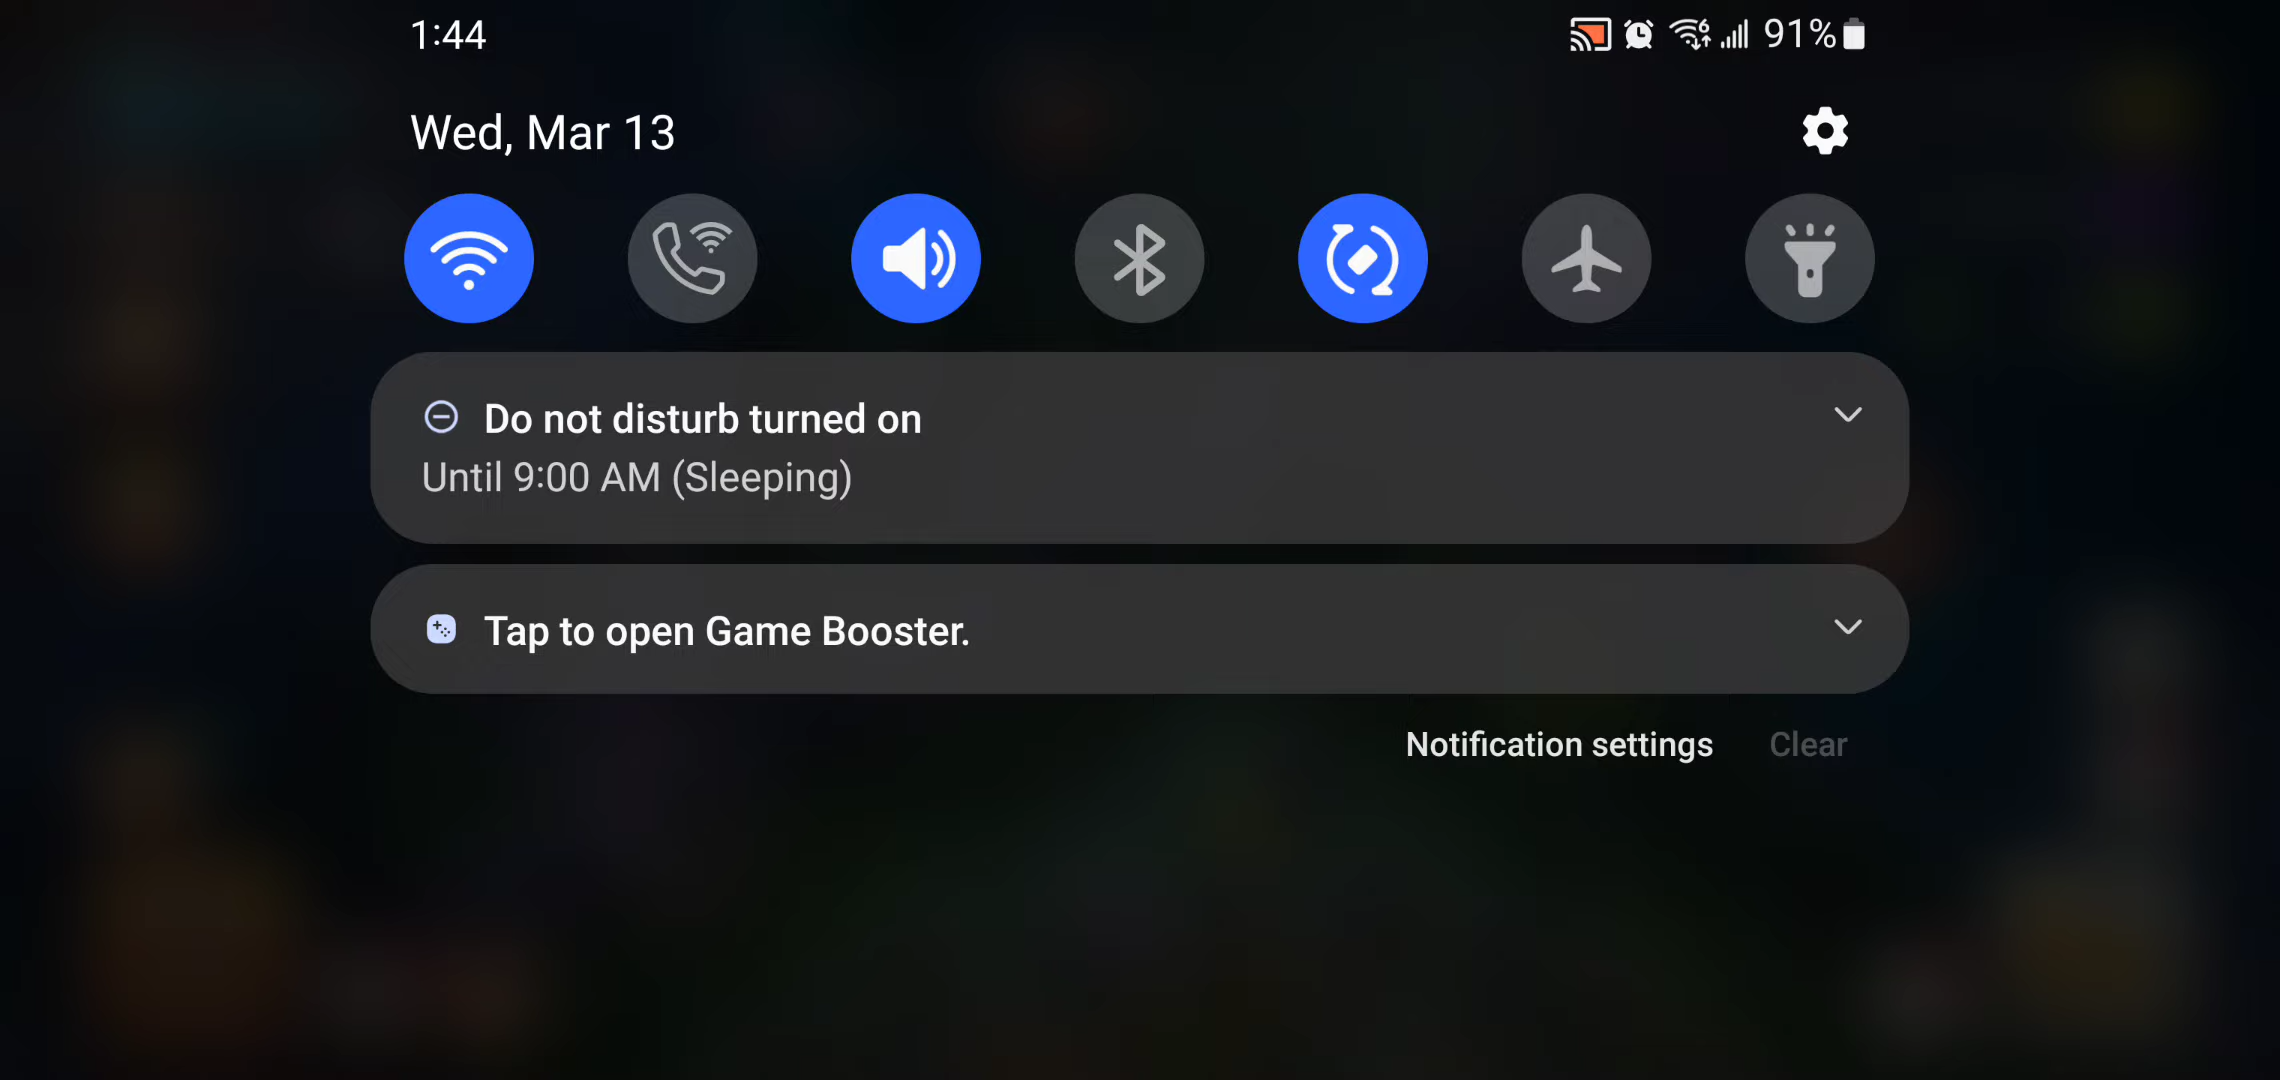 1:44
6 91%
Wed, Mar 13
Do not disturb turned on
Until 9:00 AM (Sleeping)
Tap to open Game Booster.
Notification settings Clear